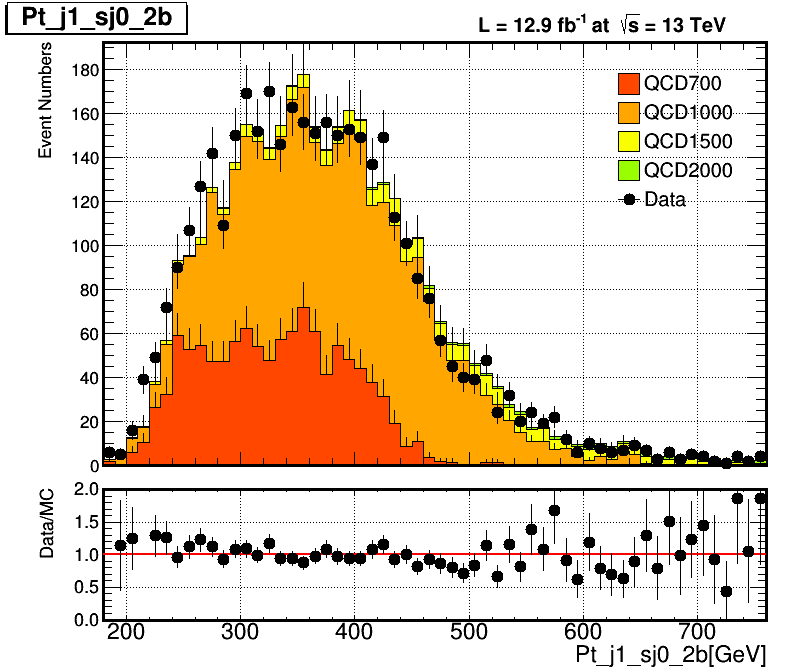 Pt_j1_sj0_2b
L = 12.9 fb-1 at √s = 13 TeV
Event Numbers
180
160
140
120
100
80
60
40
20
0
QCD700
QCD1000
QCD1500
QCD2000
Data
Data/MC
2.0
1.5
1.0
0.5
0.0
200 300 400 500 600 700
Pt_j1_sj0_2b[GeV]